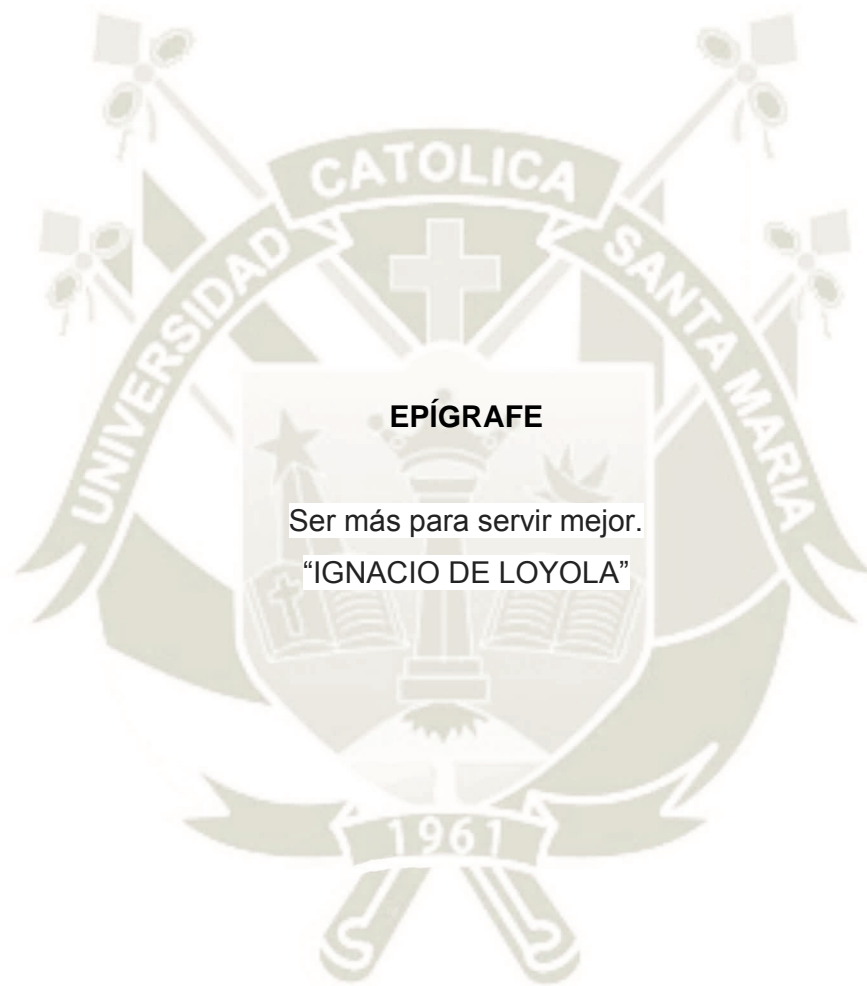 CATOLICA
UNIVERSIDAD
SANTA MARIA
EPÍGRAFE
Ser más para servir mejor.
“IGNACIO DE LOYOLA”
1961